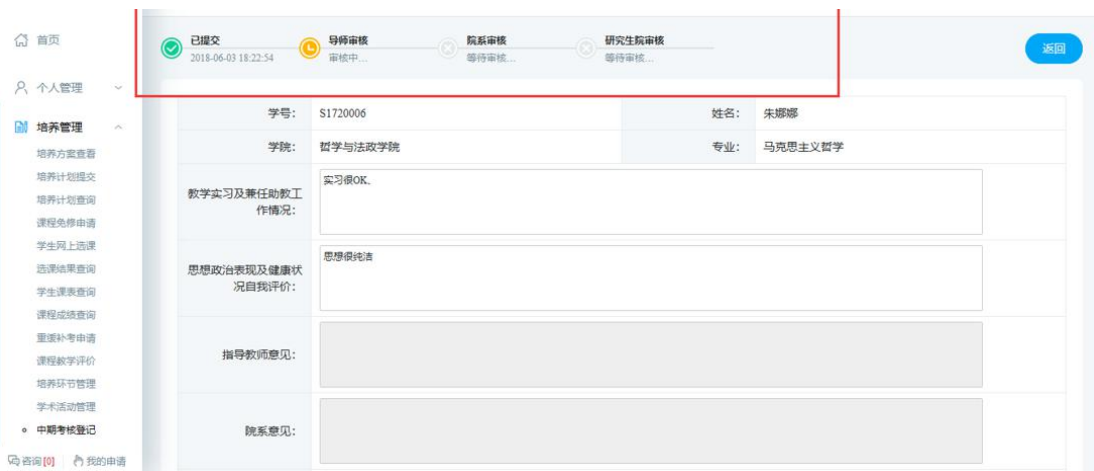 首页
个人管理
培养管理
培养方案查看
培养计划提交
培养计划查询
课程免修申请
学生网上选课
选课结果查询
学生课表查询
课程成绩查询
重修补考申请
课程教学评价
培养环节管理
学术活动管理
中期考核登记
咨询[0] 我的申请
已提交
2018-06-03 18:22:54
导师审核
审核中...
院系审核
等待审核...
研究生院审核
等待审核...
返回
学号: S1720006 姓名: 朱娜娜
学院: 哲学与法政学院 专业: 马克思主义哲学
教学实习及兼任助教工
作情况:
实习很OK。
思想政治表现及健康状
况自我评价:
思想很纯洁
指导教师意见:
院系意见: